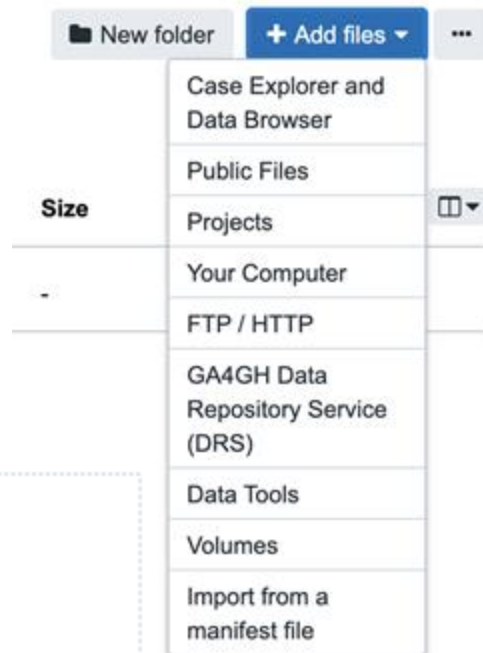 New folder
+ Add files
...
Case Explorer and
Data Browser
Public Files
Size
Projects
Your Computer
-
FTP / HTTP
GA4GH Data
Repository Service
(DRS)
Data Tools
Volumes
Import from a
manifest file